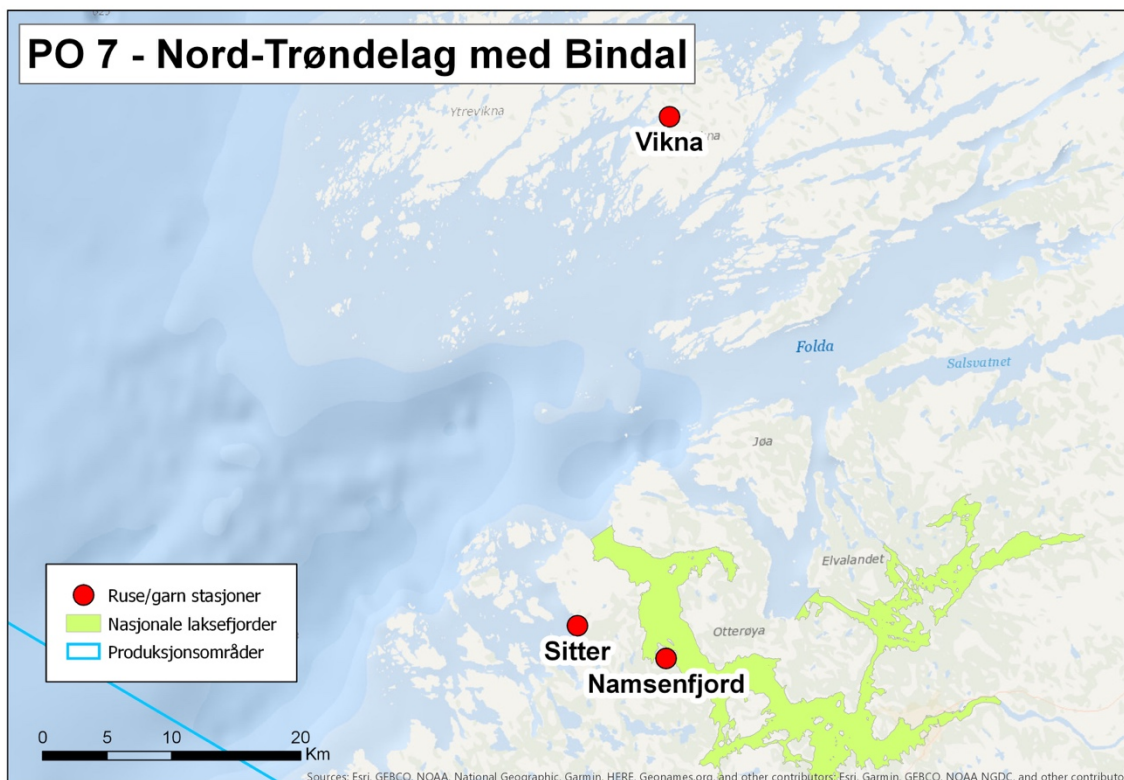 PO 7 - Nord-Trøndelag med Bindal
Ytrevikna
Vikna
Folda
Salsvatnet
Jøa
Elvalandet
Otterøya
Sitter
Namsenfjord
Ruse/garn stasjoner
Nasjonale laksefjorder
Produksjonsområder
0 5 10 20
Km
Sources: Esri, GEBCO, NOAA, National Geographic, Garmin, HERE, Geonames.org, and other contributors; Esri, Garmin, GEBCO, NOAA NGDC, and other contributors